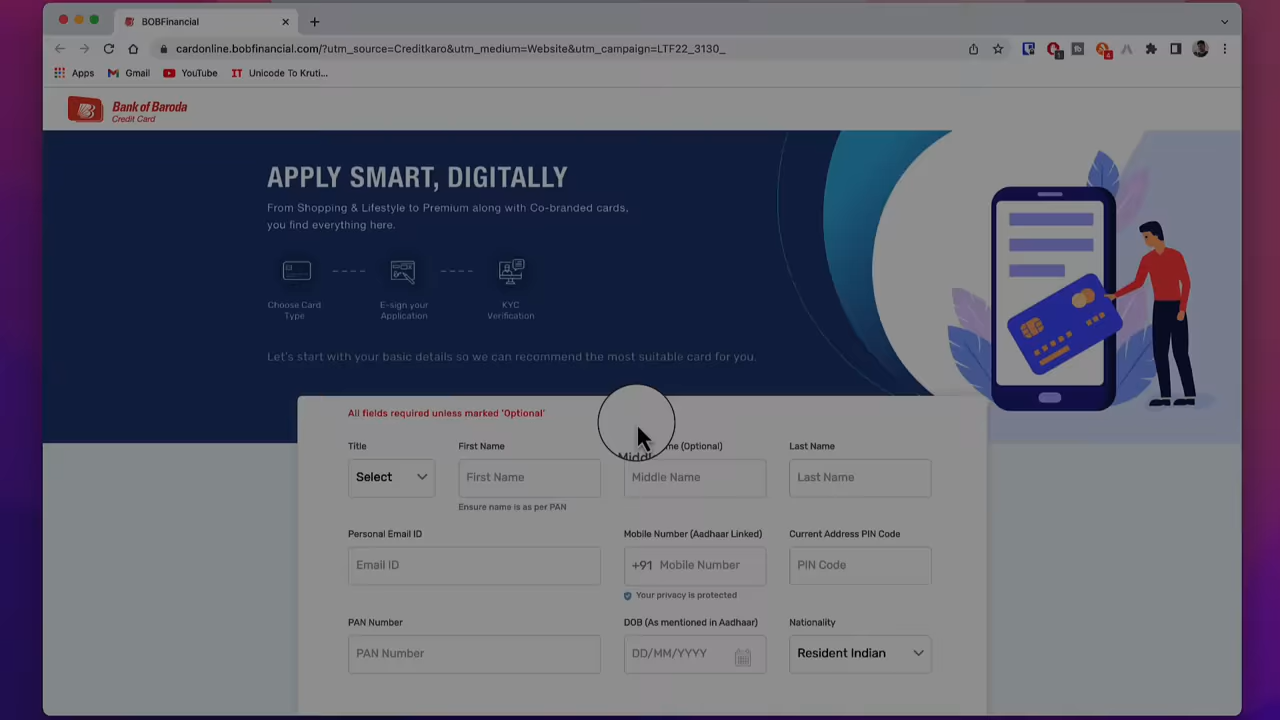 BOBFinancial
cardonline.bobfinancial.com/?utm_source=Creditkaro&utm_medium=Website&utm_campaign=LTF22_3130_
1
4
Apps Gmail YouTube IT Unicode To Kruti...
Bank of Baroda
Credit Card
APPLY SMART, DIGITALLY
From Shopping & Lifestyle to Premium along with Co-branded cards,
you find everything here.
Choose Card
Type
E-sign your
Application
KYC
Verification
Let's start with your basic details so we can recommend the most suitable card for you.
All fields required unless marked 'Optional'
Title First Name (Optional) Last Name
Select First Name Middle Name Last Name
Ensure name is as per PAN
Personal Email ID Mobile Number (Aadhaar Linked) Current Address PIN Code
Email ID +91 Mobile Number PIN Code
Your privacy is protected
PAN Number DOB (As mentioned in Aadhaar) Nationality
PAN Number DD/MM/YYYY Resident Indian